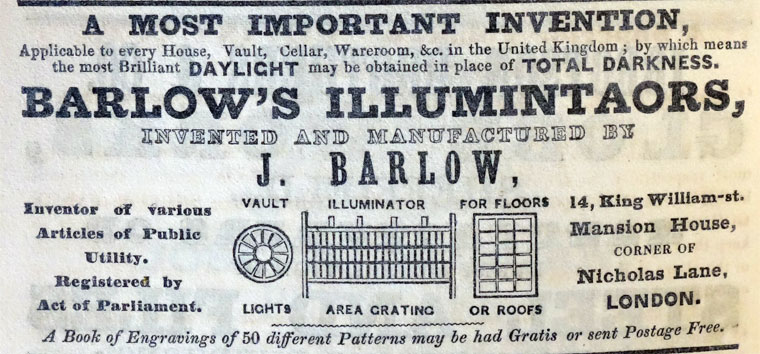 A MOST IMPORTANT INVENTION,
Applicable to every House, Vault, Cellar, Wareroom, &c. in the United Kingdom; by which means
the most Brilliant DAYLIGHT may be obtained in place of TOTAL DARKNESS.
BARLOW'S ILLUMINTAORS,
INVENTED AND MANUFACTURED BY
J. BARLOW,
Inventor of various
Articles of Public
Utility.
Registered by
Act of Parliament.
VAULT ILLUMINATOR FOR FLOORS
LIGHTS AREA GRATING OR ROOFS
14, King William-st.
Mansion House,
CORNER OF
Nicholas Lane,
LONDON.
A Book of Engravings of 50 different Patterns may be had Gratis or sent Postage Free.